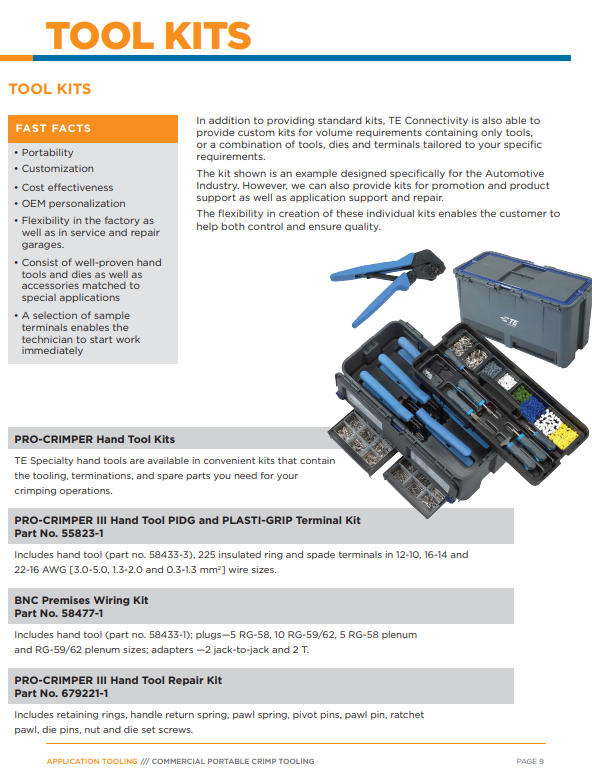 TOOL KITS
TOOL KITS
FAST FACTS
• Portability
• Customization
• Cost effectiveness
• OEM personalization
• Flexibility in the factory as
well as in service and repair
garages.
• Consist of well-proven hand
tools and dies as well as
accessories matched to
special applications
• A selection of sample
terminals enables the
technician to start work
immediately
In addition to providing standard kits, TE Connectivity is also able to
provide custom kits for volume requirements containing only tools,
or a combination of tools, dies and terminals tailored to your specific
requirements.
The kit shown is an example designed specifically for the Automotive
Industry. However, we can also provide kits for promotion and product
support as well as application support and repair.
The flexibility in creation of these individual kits enables the customer to
help both control and ensure quality.
TE
PRO-CRIMPER Hand Tool Kits
TE Specialty hand tools are available in convenient kits that contain
the tooling, terminations, and spare parts you need for your
crimping operations.
PRO-CRIMPER III Hand Tool PIDG and PLASTI-GRIP Terminal Kit
Part No. 55823-1
Includes hand tool (part no. 58433-3), 225 insulated ring and spade terminals in 12-10, 16-14 and
22-16 AWG [3.0-5.0, 1.3-2.0 and 0.3-1.3 mm²] wire sizes.
BNC Premises Wiring Kit
Part No. 58477-1
Includes hand tool (part no. 58433-1); plugs—5 RG-58, 10 RG-59/62, 5 RG-58 plenum
and RG-59/62 plenum sizes; adapters —2 jack-to-jack and 2 T.
PRO-CRIMPER III Hand Tool Repair Kit
Part No. 679221-1
Includes retaining rings, handle return spring, pawl spring, pivot pins, pawl pin, ratchet
pawl, die pins, nut and die set screws.
APPLICATION TOOLING /// COMMERCIAL PORTABLE CRIMP TOOLING
PAGE 9